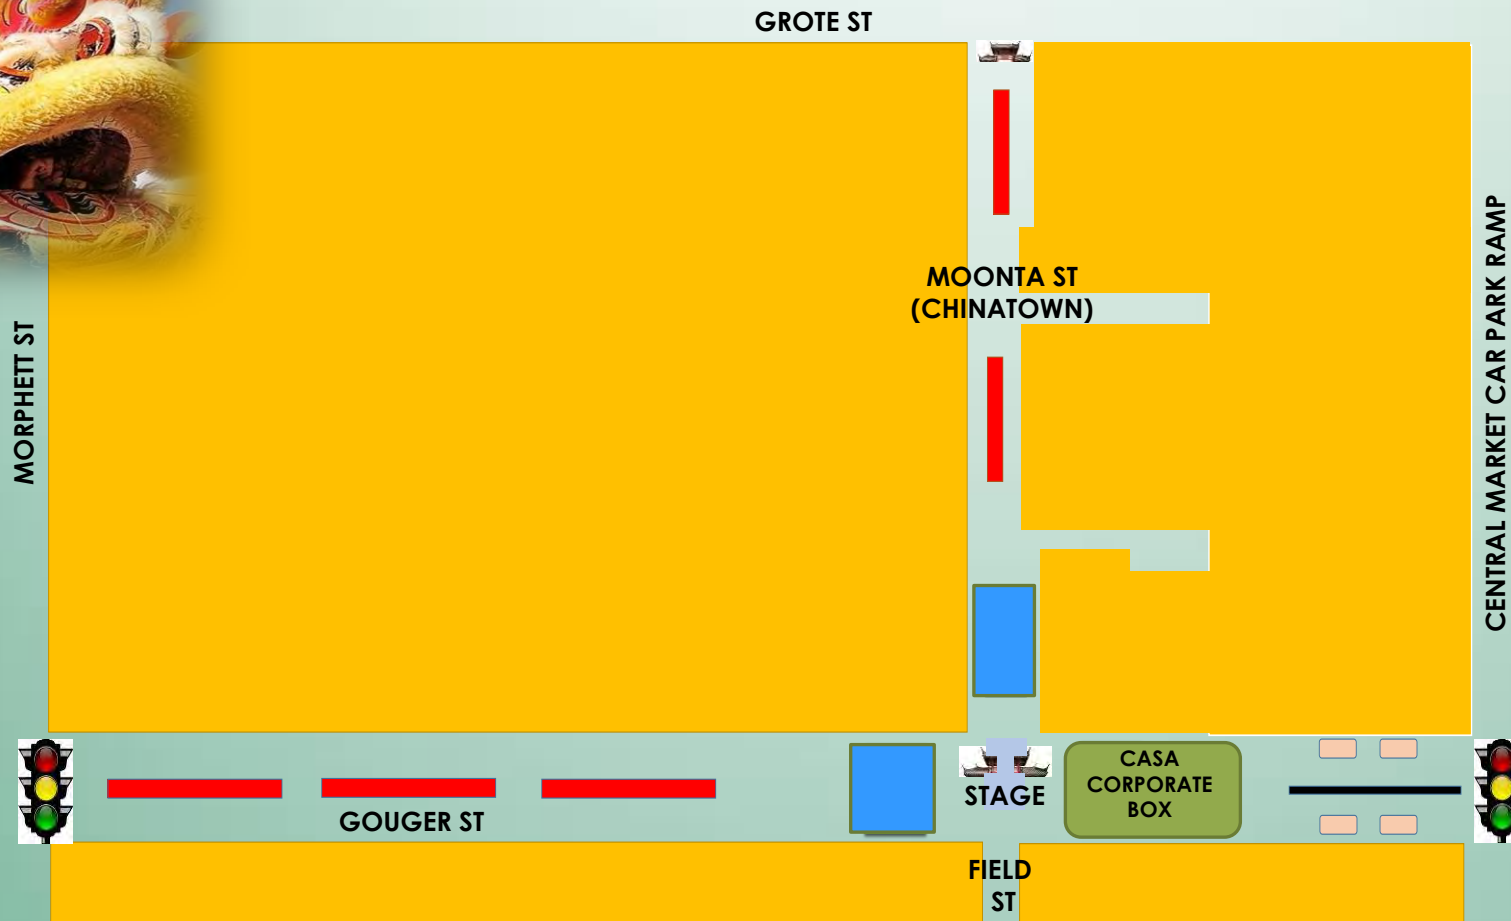 GROTE ST
MOONTA ST
(CHINATOWN)
MORPHETT ST
CENTRAL MARKET CAR PARK RAMP
CASA
CORPORATE
BOX
STAGE
GOUGER ST
FIELD
ST